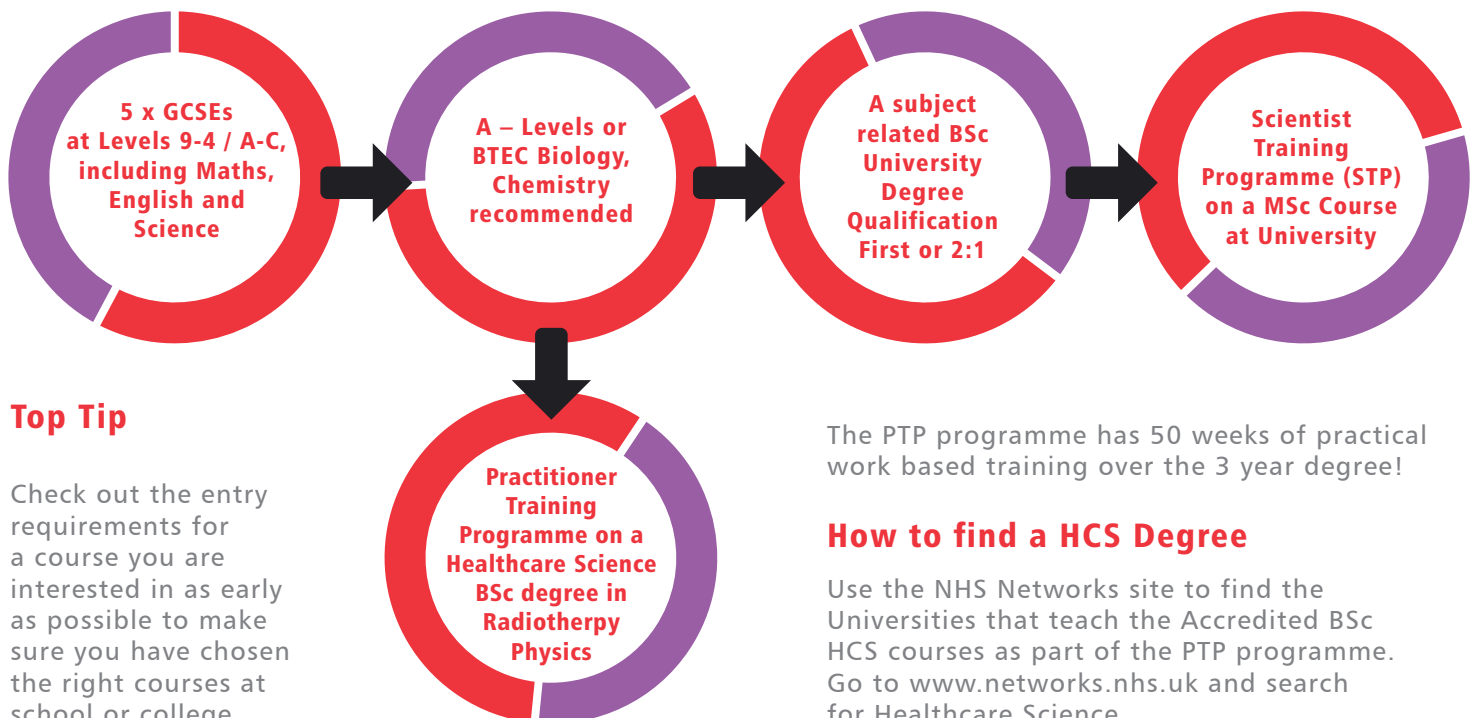 5 x GCSEs
at Levels 9-4 / A-C,
including Maths,
English and
Science
A – Levels or
BTEC Biology,
Chemistry
recommended
A subject
related BSc
University
Degree
Qualification
First or 2:1
Scientist
Training
Programme (STP)
on a MSc Course
at University
Practitioner
Training
Programme on a
Healthcare Science
BSc degree in
Radiotherpy
Physics
Top Tip
Check out the entry
requirements for
a course you are
interested in as early
as possible to make
sure you have chosen
the right courses at
school or college
The PTP programme has 50 weeks of practical
work based training over the 3 year degree!
How to find a HCS Degree
Use the NHS Networks site to find the
Universities that teach the Accredited BSc
HCS courses as part of the PTP programme.
Go to www.networks.nhs.uk and search
for Healthcare Science